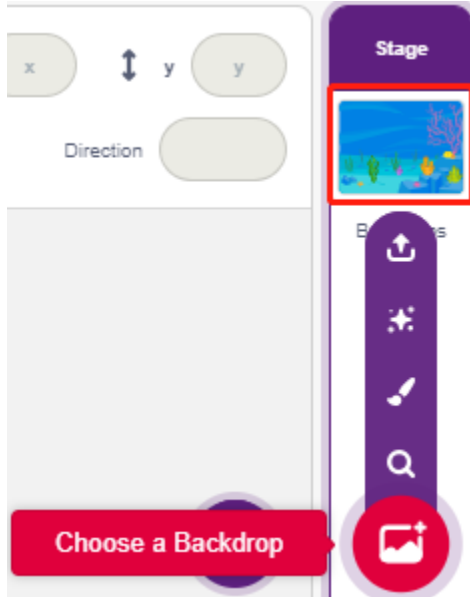 Stage
x
y
y
Direction
Choose a Backdrop